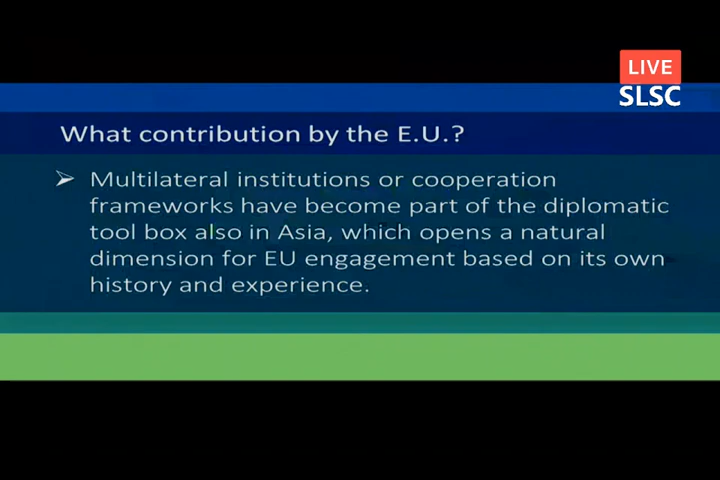 LIVE
SLSC
What contribution by the E.U.?
➢ Multilateral institutions or cooperation
frameworks have become part of the diplomatic
tool box also in Asia, which opens a natural
dimension for EU engagement based on its own
history and experience.